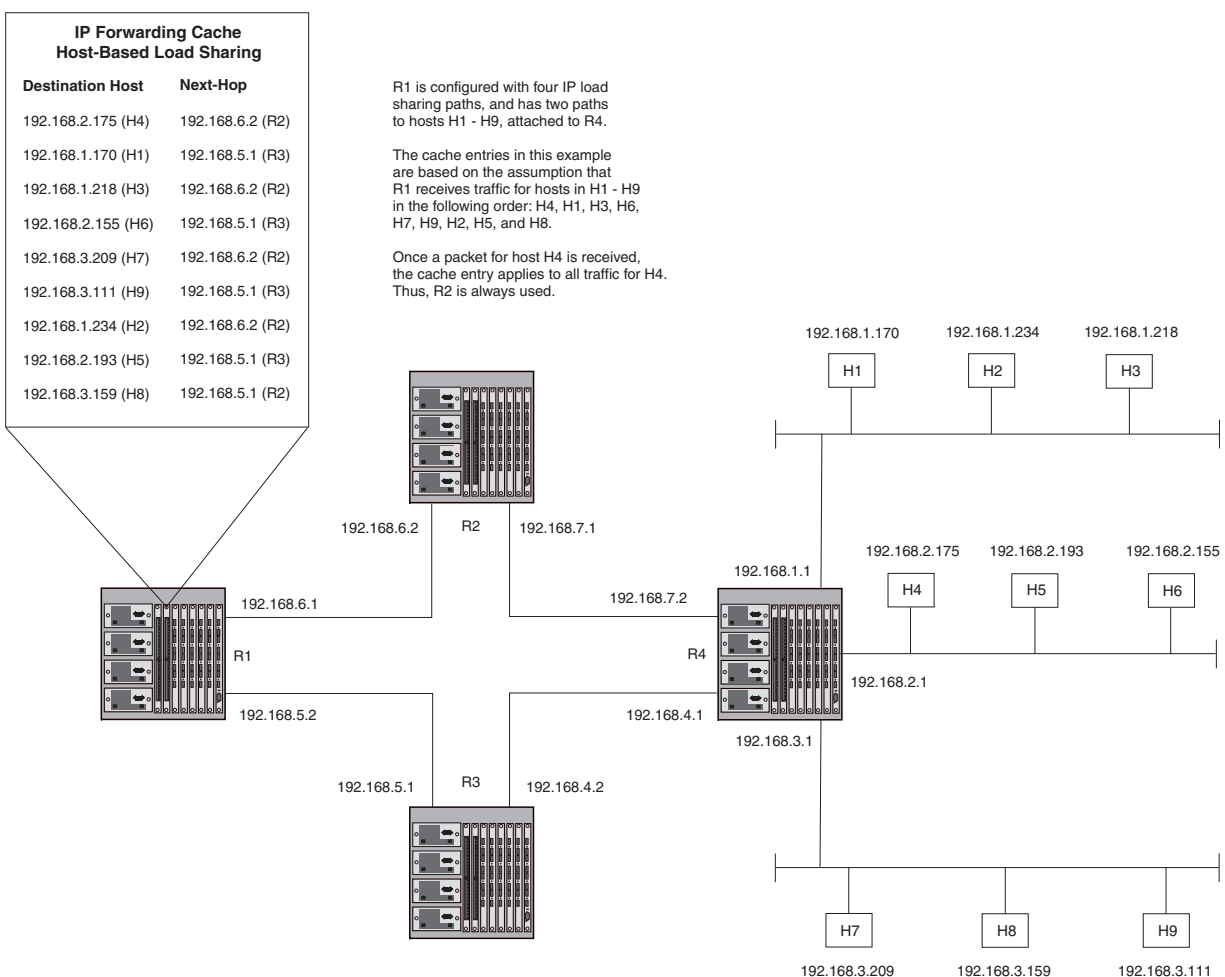 IP Forwarding Cache
Host-Based Load Sharing
Destination Host Next-Hop
192.168.2.175 (H4) 192.168.6.2 (R2)
192.168.1.170 (H1) 192.168.5.1 (R3)
192.168.1.218 (H3) 192.168.6.2 (R2)
192.168.2.155 (H6) 192.168.5.1 (R3)
192.168.3.209 (H7) 192.168.6.2 (R2)
192.168.3.111 (H9) 192.168.5.1 (R3)
192.168.1.234 (H2) 192.168.6.2 (R2)
192.168.2.193 (H5) 192.168.5.1 (R3)
192.168.3.159 (H8) 192.168.5.1 (R2)
R1 is configured with four IP load
sharing paths, and has two paths
to hosts H1 - H9, attached to R4.
The cache entries in this example
are based on the assumption that
R1 receives traffic for hosts in H1 - H9
in the following order: H4, H1, H3, H6,
H7, H9, H2, H5, and H8.
Once a packet for host H4 is received,
the cache entry applies to all traffic for H4.
Thus, R2 is always used.
192.168.1.170 192.168.1.234 192.168.1.218
H1 H2 H3
192.168.6.2 R2 192.168.7.1
192.168.2.175 192.168.2.193 192.168.2.155
192.168.1.1
H4 H5 H6
192.168.6.1 192.168.7.2
R1 R4
192.168.2.1
192.168.5.2 192.168.4.1
192.168.3.1
192.168.5.1 R3 192.168.4.2
H7 H8 H9
192.168.3.209 192.168.3.159 192.168.3.111